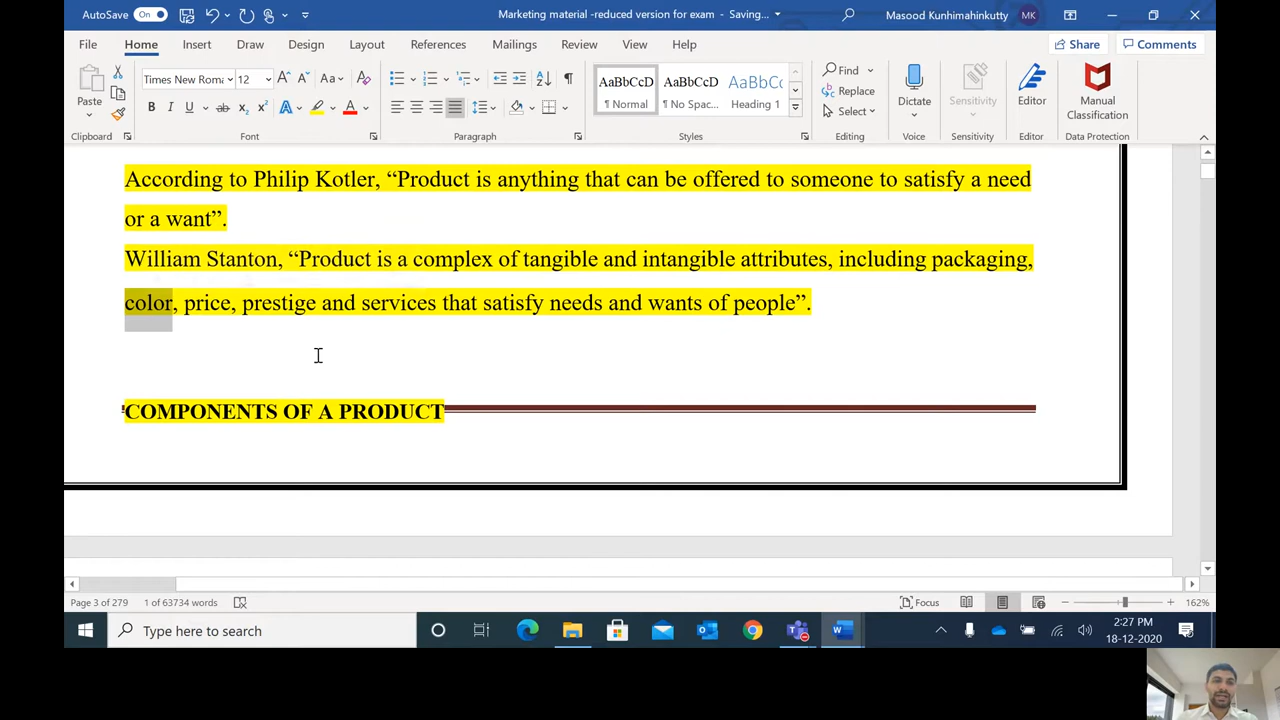 AutoSave On Marketing material -reduced version for exam - Saving... Masood Kunhimahinkutty MK
File Home Insert Draw Design Layout References Mailings Review View Help Share Comments
Paste Times New Roma 12 Aa AaBbCcD AaBbCcD AaBbCc Find Dictate Sensitivity Editor Manual Classification
B I U ab x₂ x² A A ¶ Normal ¶ No Spac... Heading 1 Replace
Select
Clipboard Font Paragraph Styles Editing Voice Sensitivity Editor Data Protection
According to Philip Kotler, “Product is anything that can be offered to someone to satisfy a need
or a want”.
William Stanton, “Product is a complex of tangible and intangible attributes, including packaging,
color, price, prestige and services that satisfy needs and wants of people”.
COMPONENTS OF A PRODUCT
Page 3 of 279 1 of 63734 words Focus 162%
Type here to search 2:27 PM
18-12-2020